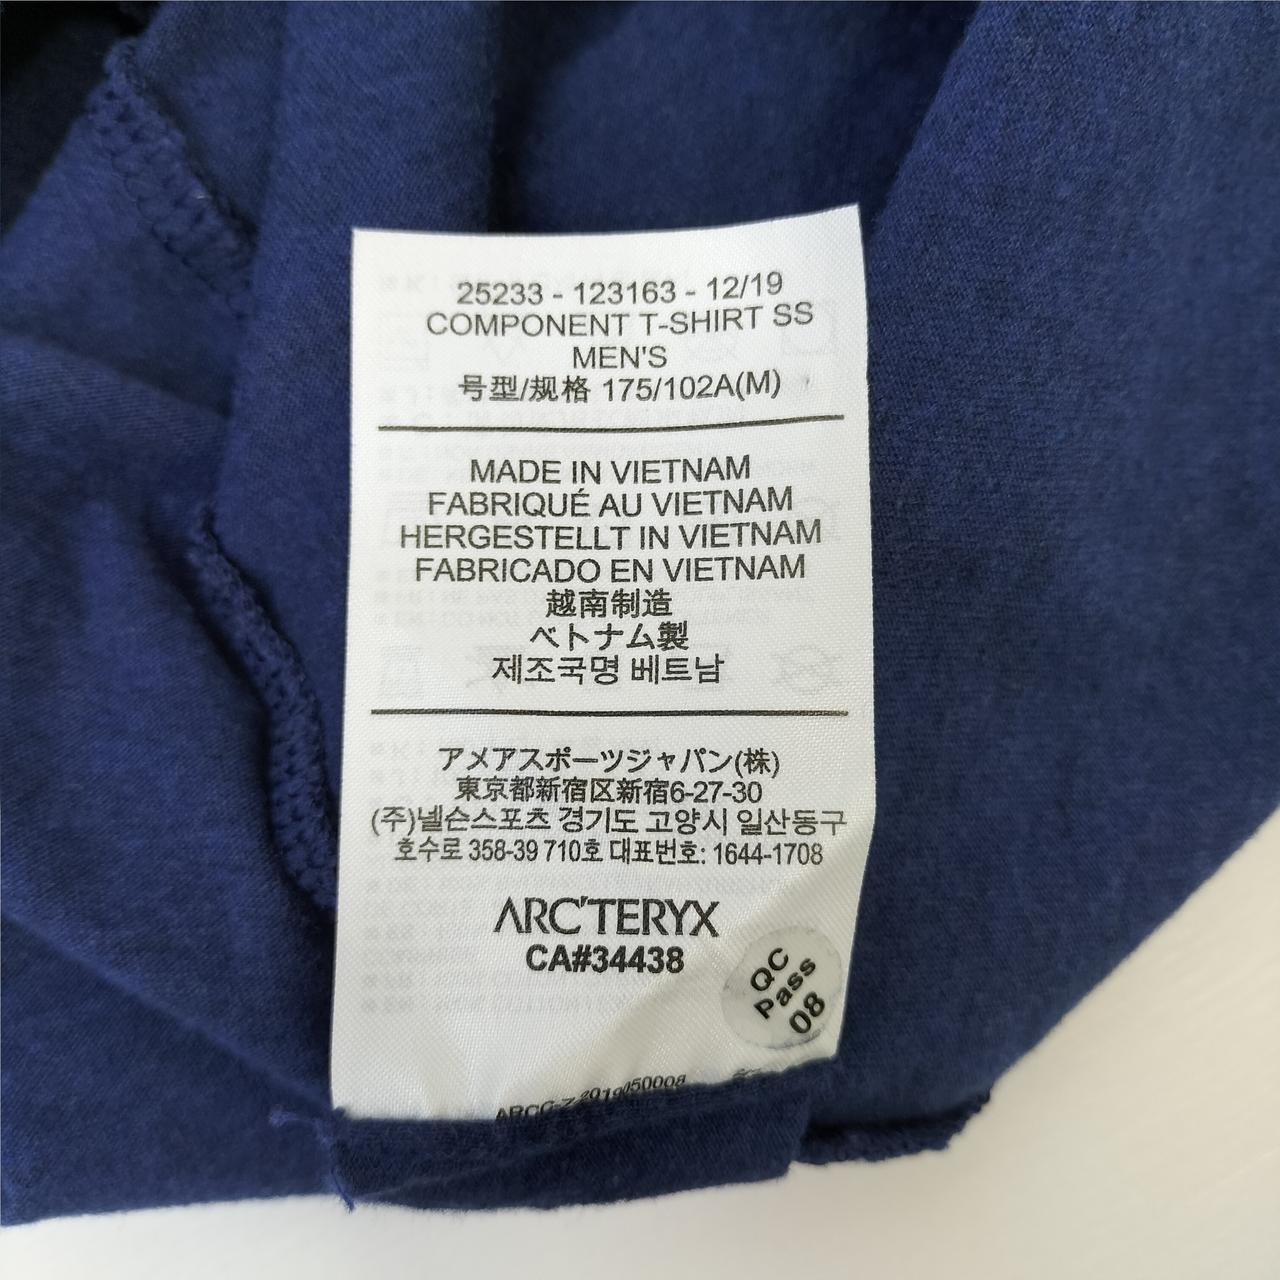 25233 - 123163 - 12/19
COMPONENT T-SHIRT SS
MEN'S
号型/规格 175/102A(M)
MADE IN VIETNAM
FABRIQUÉ AU VIETNAM
HERGESTELLT IN VIETNAM
FABRICADO EN VIETNAM
越南制造
ベトナム製
제조국명 베트남
アメアスポーツジャパン(株)
東京都新宿区新宿6-27-30
(주)넬슨스포츠 경기도 고양시 일산동구
호수로 358-39 710호 대표번호: 1644-1708
ARC'TERYX
CA#34438
QC
Pass
08